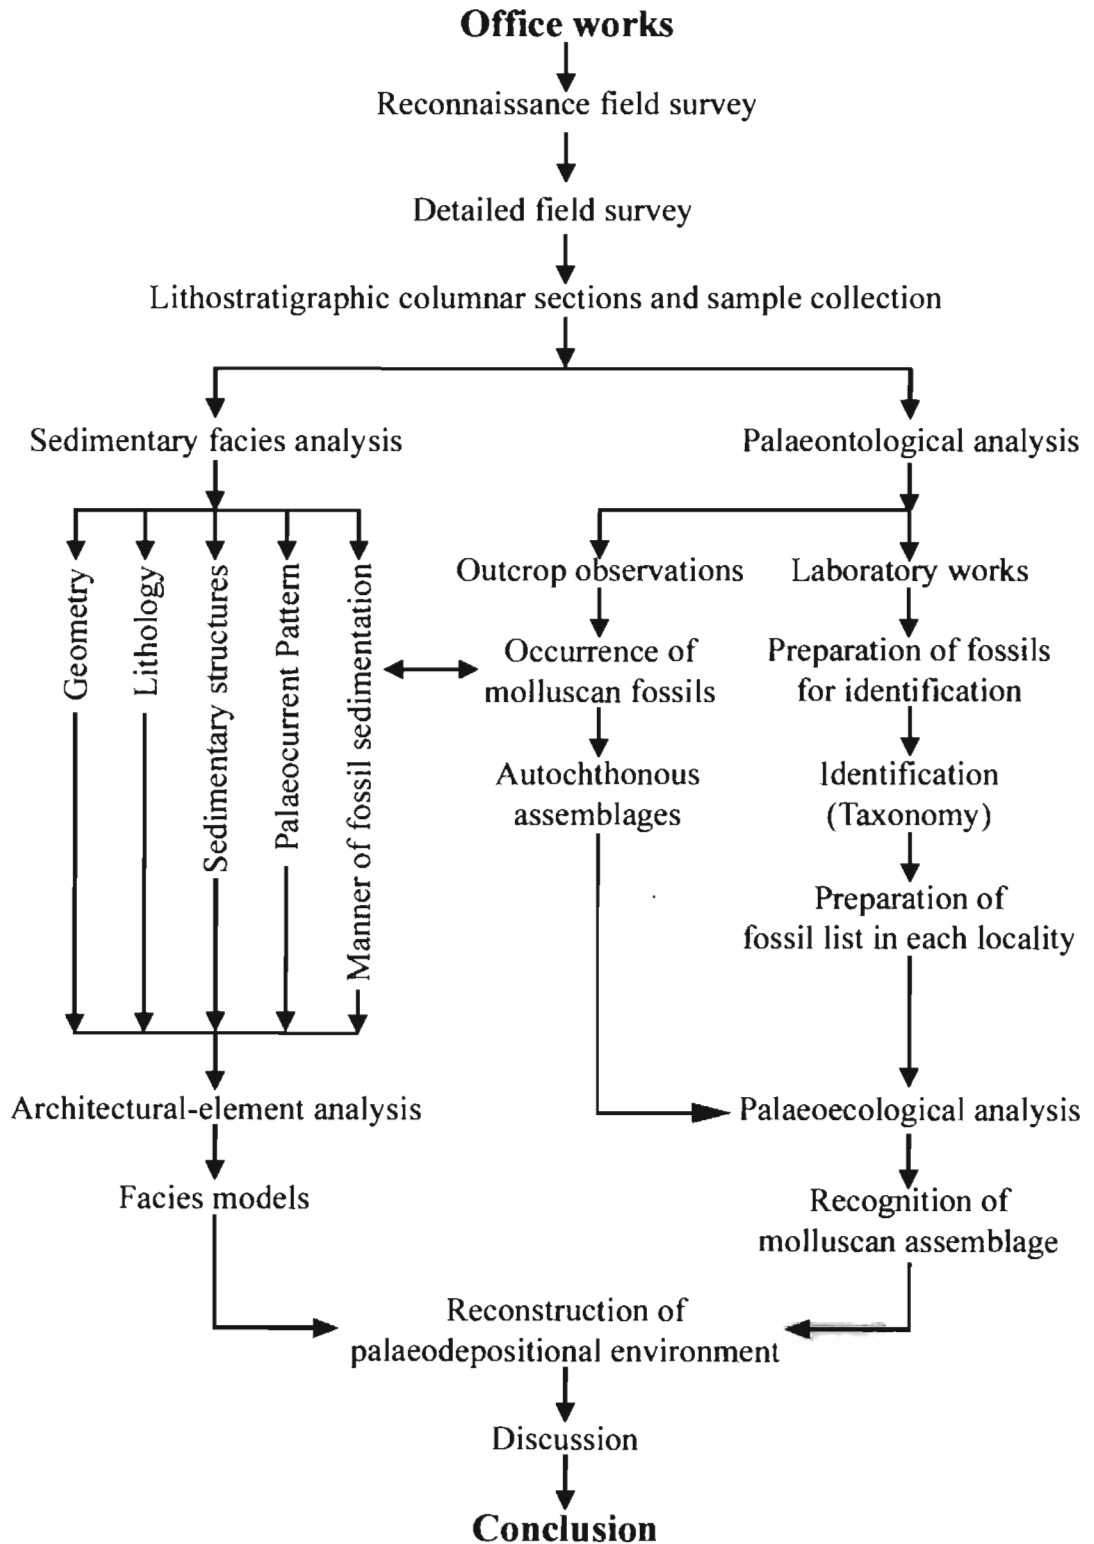 Office works
Reconnaissance field survey
Detailed field survey
Lithostratigraphic columnar sections and sample collection
Sedimentary facies analysis
Geometry
Lithology
Sedimentary structures
Palaeocurrent Pattern
Manner of fossil sedimentation
Architectural-element analysis
Facies models
Palaeontological analysis
Outcrop observations
Occurrence of
molluscan fossils
Autochthonous
assemblages
Laboratory works
Preparation of fossils
for identification
Identification
(Taxonomy)
Preparation of
fossil list in each locality
Palaeoecological analysis
Recognition of
molluscan assemblage
Reconstruction of
palaeodepositional environment
Discussion
Conclusion